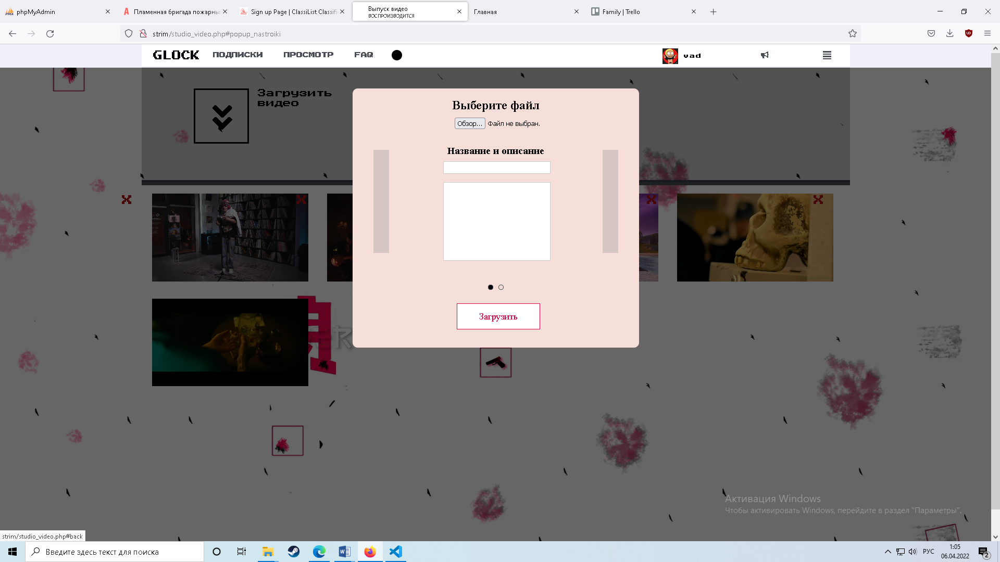 phpMyAdmin
Пламенная бригада пожарны
Sign up Page | ClassiList Classifi
Выпуск видео
ВОСПРОИЗВОДИТСЯ
Главная
Family | Trello
strim/studio_video.php#popup_nastroiki
GLOCK
ПОДПИСКИ
ПРОСМОТР
FAQ
vad
Загрузить
видео
Выберите файл
Обзор... Файл не выбран.
Название и описание
Загрузить
Активация Windows
Чтобы активировать Windows, перейдите в раздел "Параметры".
strim/studio_video.php#back
Введите здесь текст для поиска
РУС
1:05
06.04.2022
2